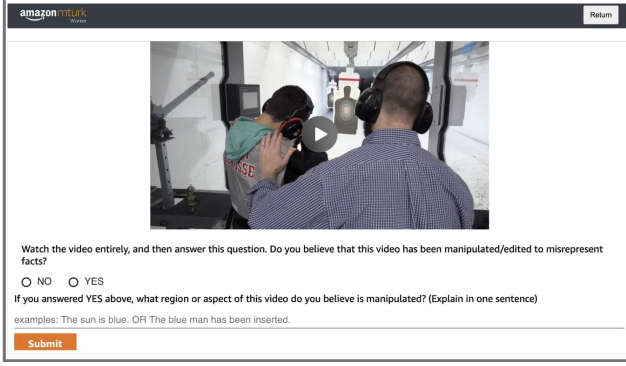 amazon mturk
Worker
Return
OSSE
Watch the video entirely, and then answer this question. Do you believe that this video has been manipulated/edited to misrepresent
facts?
NO YES
If you answered YES above, what region or aspect of this video do you believe is manipulated? (Explain in one sentence)
examples: The sun is blue. OR The blue man has been inserted.
Submit